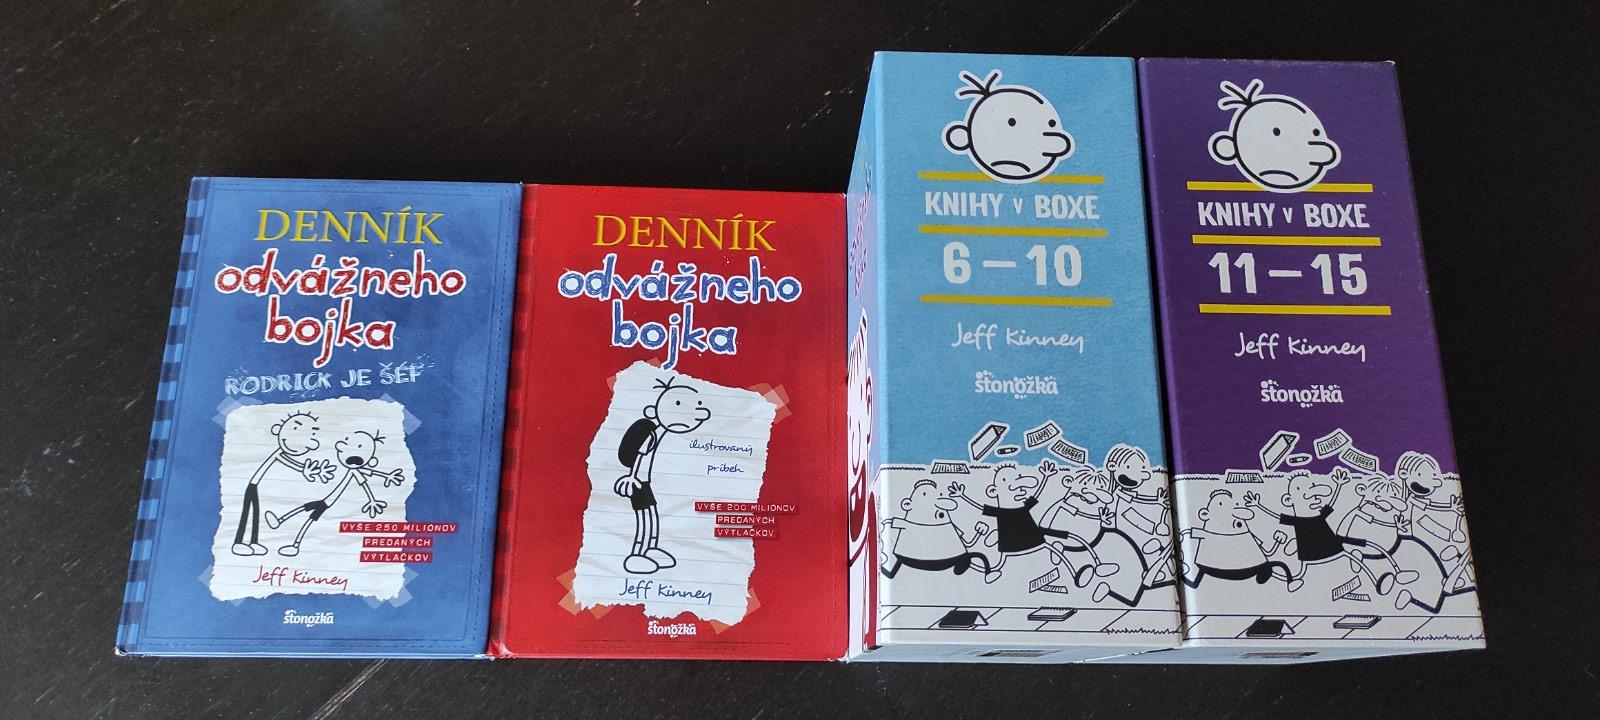 DENNÍK
odvážneho
bojka
RODRICK JE ŠÉF
VYŠE 250 MILIÓNOV
PREDANÝCH
VÝTLAČKOV
Jeff Kinney
stonožka
DENNÍK
odvážneho
bojka
ilustrovaný
príbeh
VYŠE 200 MILIÓNOV
PREDANÝCH
VÝTLAČKOV
Jeff Kinney
stonožka
KNIHY V BOXE
6 – 10
Jeff Kinney
stonožka
KNIHY V BOXE
11 – 15
Jeff Kinney
stonožka